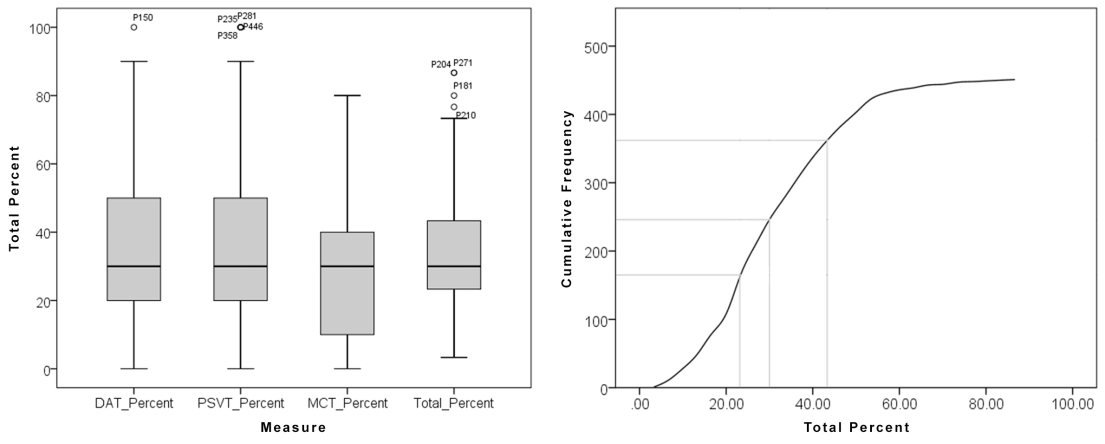 100
80
60
40
20
0
Total Percent
P150
P235 P281
P446
P358
P204 P271
P181
P210
DAT_Percent PSVT_Percent MCT_Percent Total_Percent
Measure
500
400
300
200
100
0
Cumulative Frequency
.00 20.00 40.00 60.00 80.00 100.00
Total Percent